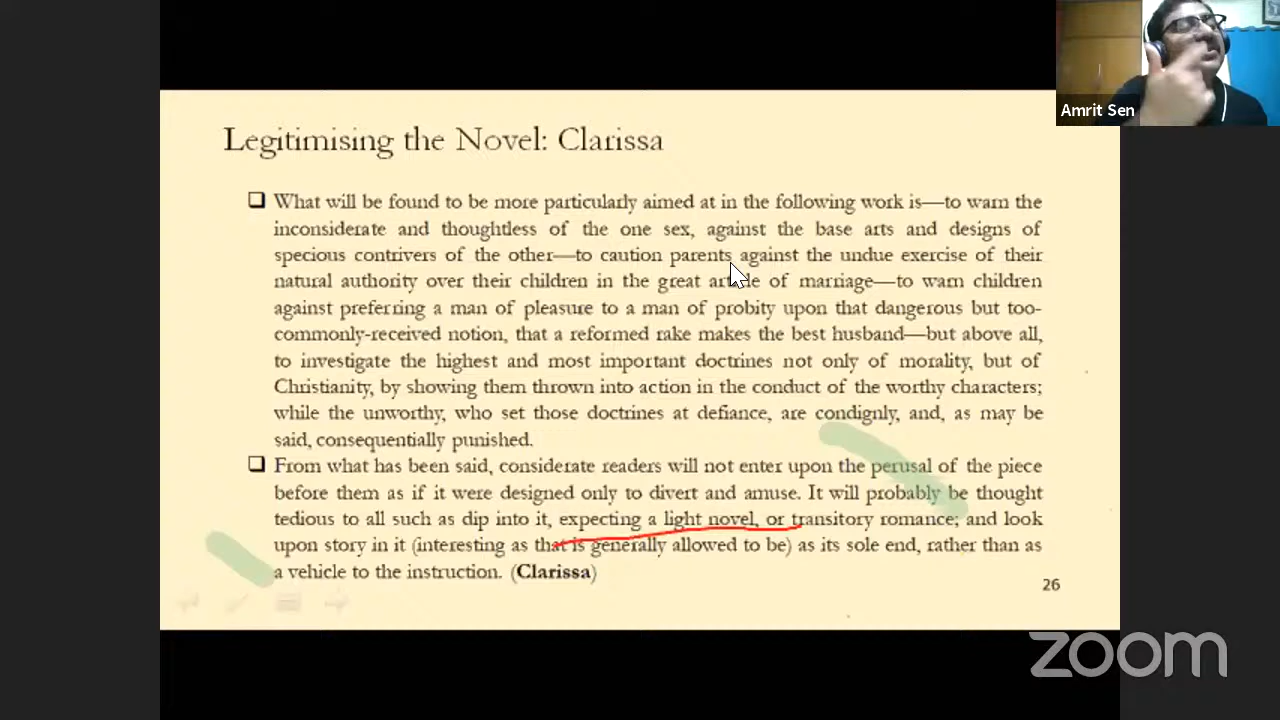 Amrit Sen
Legitimising the Novel: Clarissa
What will be found to be more particularly aimed at in the following work is—to warn the
inconsiderate and thoughtless of the one sex, against the base arts and designs of
specious contrivers of the other—to caution parents against the undue exercise of their
natural authority over their children in the great article of marriage—to warn children
against preferring a man of pleasure to a man of probity upon that dangerous but too-
commonly-received notion, that a reformed rake makes the best husband—but above all,
to investigate the highest and most important doctrines not only of morality, but of
Christianity, by showing them thrown into action in the conduct of the worthy characters;
while the unworthy, who set those doctrines at defiance, are condignly, and, as may be
said, consequentially punished.
From what has been said, considerate readers will not enter upon the perusal of the piece
before them as if it were designed only to divert and amuse. It will probably be thought
tedious to all such as dip into it, expecting a light novel, or transitory romance; and look
upon story in it (interesting as that is generally allowed to be) as its sole end, rather than as
a vehicle to the instruction. (Clarissa)
26
zoom